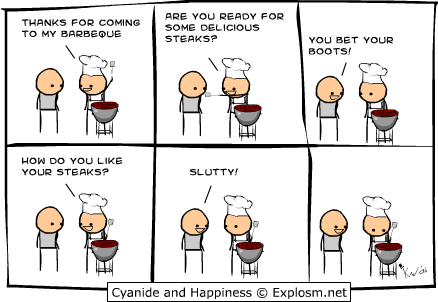 THANKS FOR COMING
TO MY BARBEQUE
ARE YOU READY FOR
SOME DELICIOUS
STEAKS?
YOU BET YOUR
BOOTS!
HOW DO YOU LIKE
YOUR STEAKS?
SLUTTY!
Cyanide and Happiness © Explosm.net